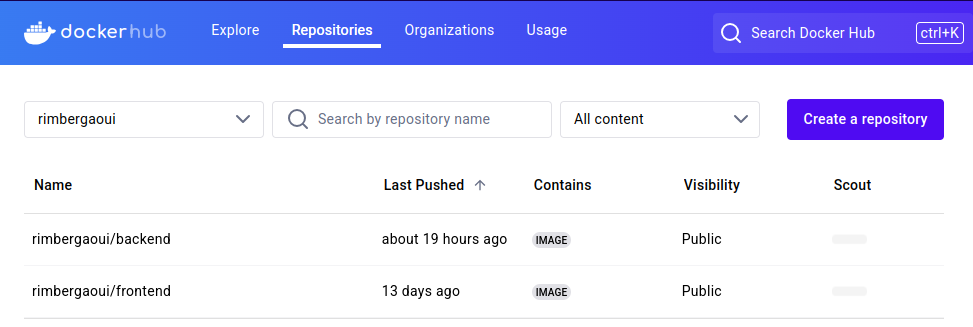 dockerhub Explore Repositories Organizations Usage Search Docker Hub ctrl+K
rimbergaoui Search by repository name All content Create a repository
Name Last Pushed Contains Visibility Scout
rimbergaoui/backend about 19 hours ago IMAGE Public
rimbergaoui/frontend 13 days ago IMAGE Public